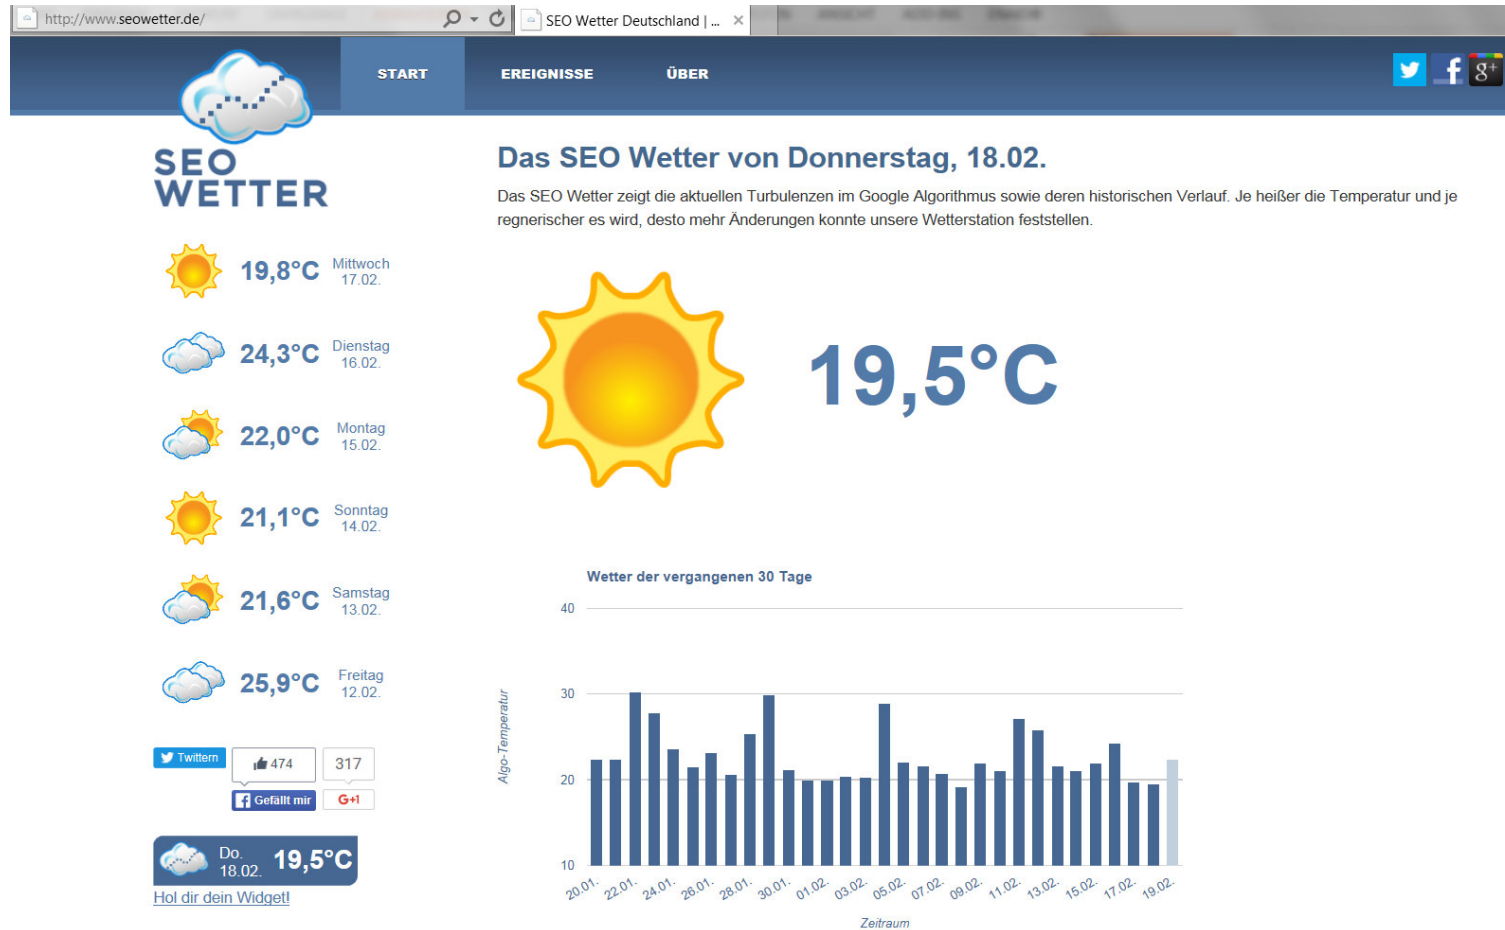 http://www.seowetter.de/
SEO Wetter Deutschland | ...
START
EREIGNISSE
ÜBER
SEO
WETTER
Das SEO Wetter von Donnerstag, 18.02.
Das SEO Wetter zeigt die aktuellen Turbulenzen im Google Algorithmus sowie deren historischen Verlauf. Je heißer die Temperatur und je
regnerischer es wird, desto mehr Änderungen konnte unsere Wetterstation feststellen.
19,8°C Mittwoch
17.02.
24,3°C Dienstag
16.02.
22,0°C Montag
15.02.
21,1°C Sonntag
14.02.
21,6°C Samstag
13.02.
25,9°C Freitag
12.02.
19,5°C
Twittern
474
317
Gefällt mir
G+1
Do.
18.02.
19,5°C
Hol dir dein Widget!
Wetter der vergangenen 30 Tage
Algo-Temperatur
40
30
20
10
20.01. 22.01. 24.01. 26.01. 28.01. 30.01. 01.02. 03.02. 05.02. 07.02. 09.02. 11.02. 13.02. 15.02. 17.02. 19.02.
Zeitraum